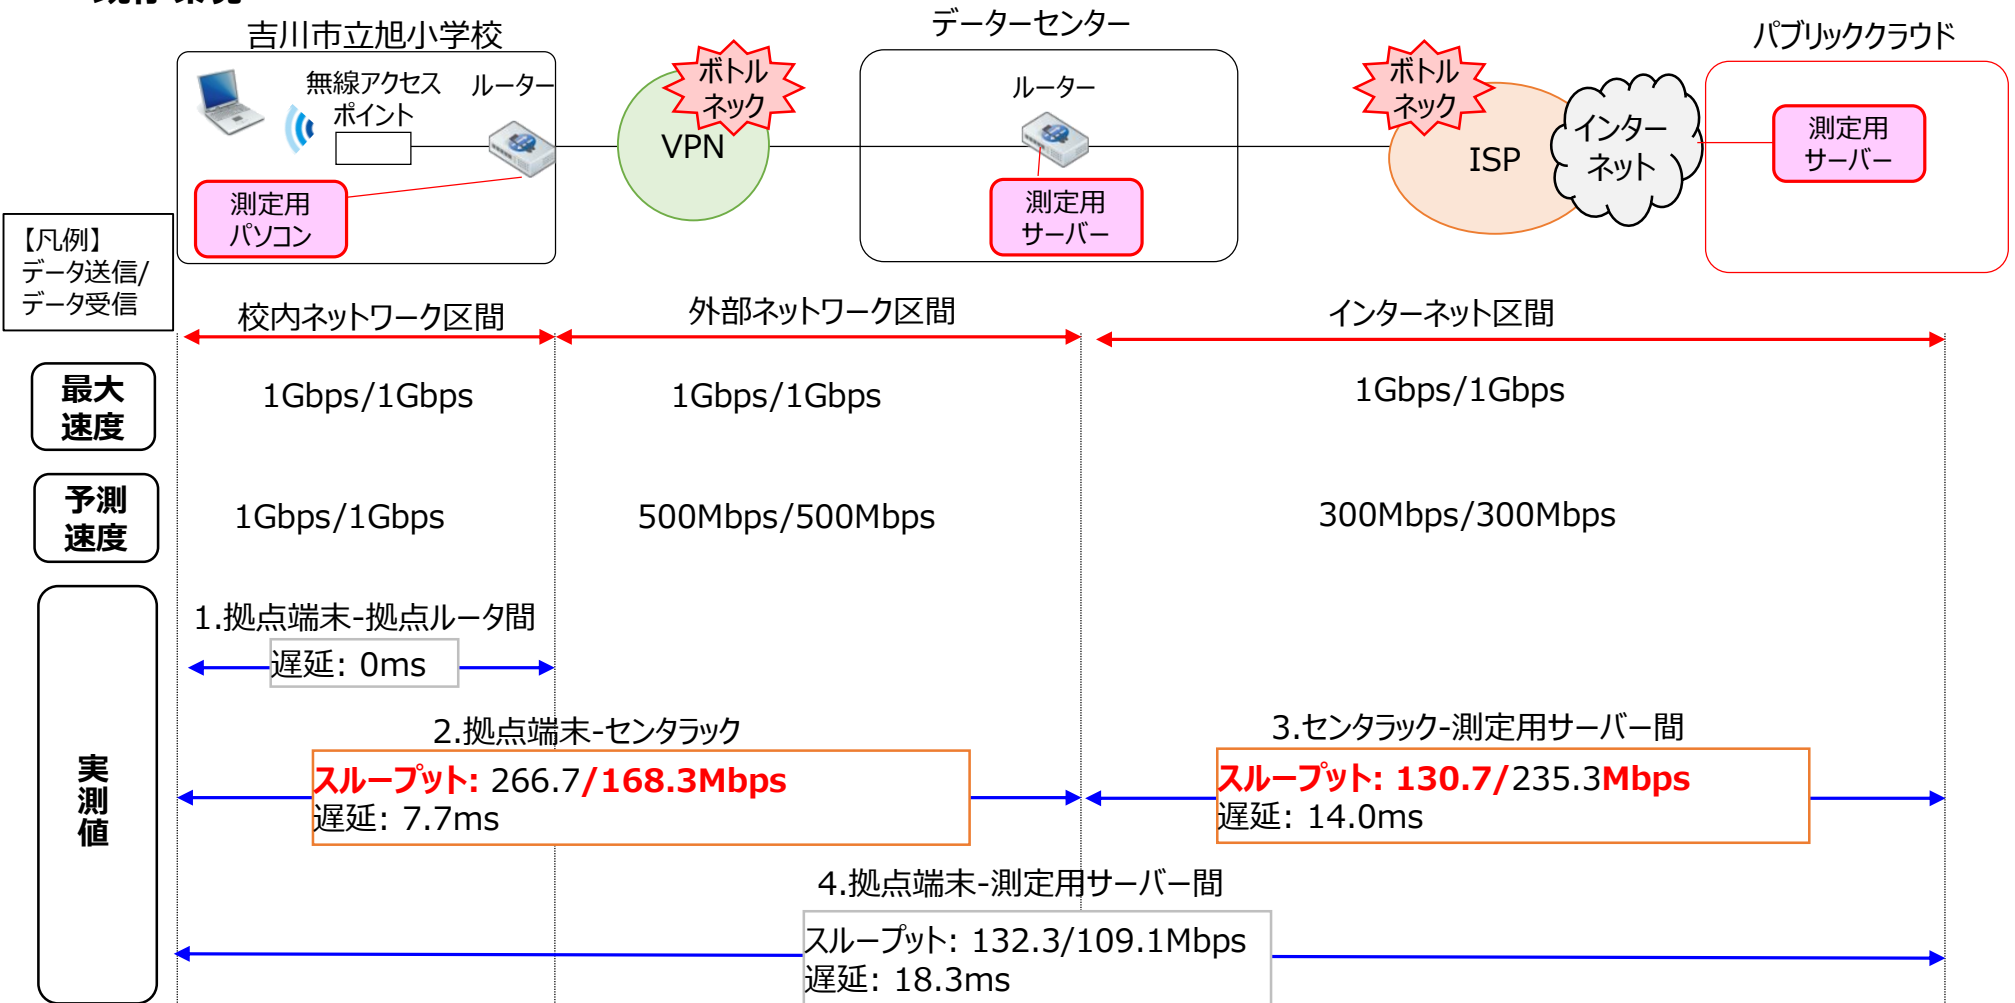 吉川市立旭小学校
データーセンター
パブリッククラウド
無線アクセス
ポイント
ルーター
ボトル
ネック
VPN
ルーター
ボトル
ネック
ISP
インター
ネット
測定用
サーバー
測定用
パソコン
測定用
サーバー
【凡例】
データ送信/
データ受信
校内ネットワーク区間
外部ネットワーク区間
インターネット区間
最大
速度
1Gbps/1Gbps
1Gbps/1Gbps
1Gbps/1Gbps
予測
速度
1Gbps/1Gbps
500Mbps/500Mbps
300Mbps/300Mbps
実測値
1.拠点端末-拠点ルータ間
遅延: 0ms
2.拠点端末-センタラック
スループット: 266.7/168.3Mbps
遅延: 7.7ms
3.センタラック-測定用サーバー間
スループット: 130.7/235.3Mbps
遅延: 14.0ms
4.拠点端末-測定用サーバー間
スループット: 132.3/109.1Mbps
遅延: 18.3ms